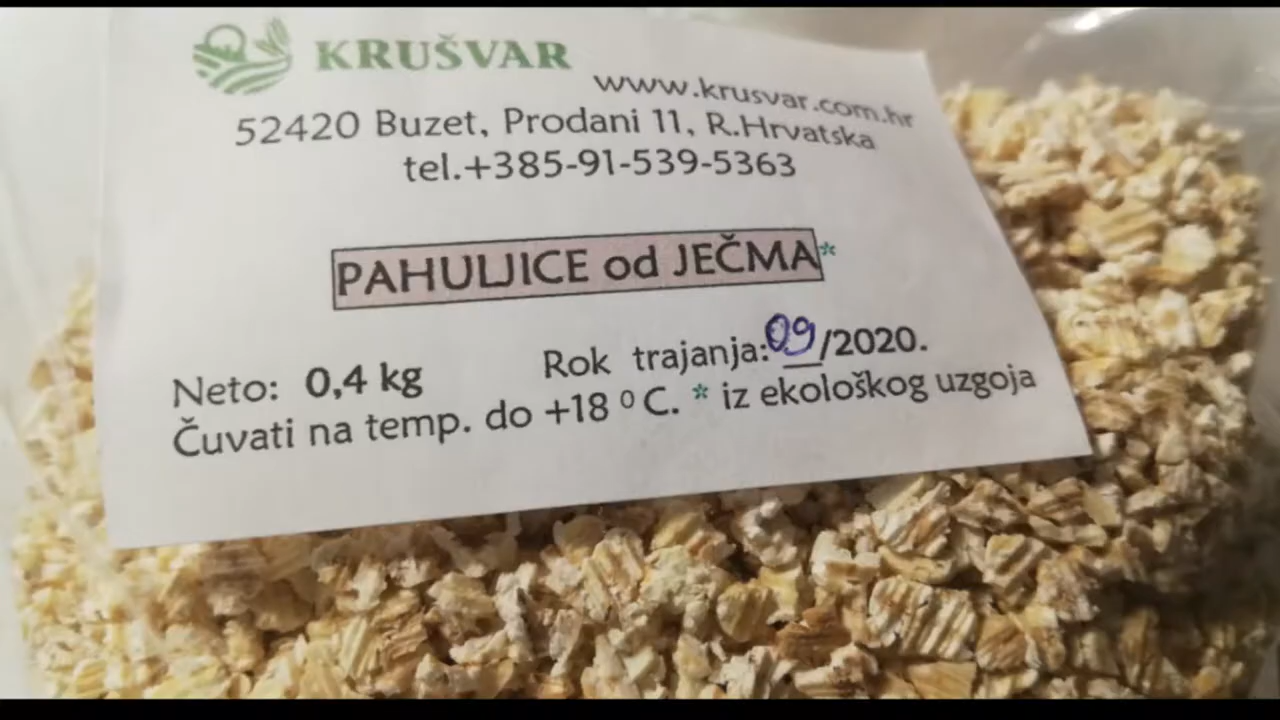 KRUŠVAR
www.krusvar.com.hr
52420 Buzet, Prodani 11, R.Hrvatska
tel.+385-91-539-5363
PAHULJICE od JEČMA*
Neto: 0,4 kg Rok trajanja:09/2020.
Čuvati na temp. do +18 ⁰ C. * iz ekološkog uzgoja